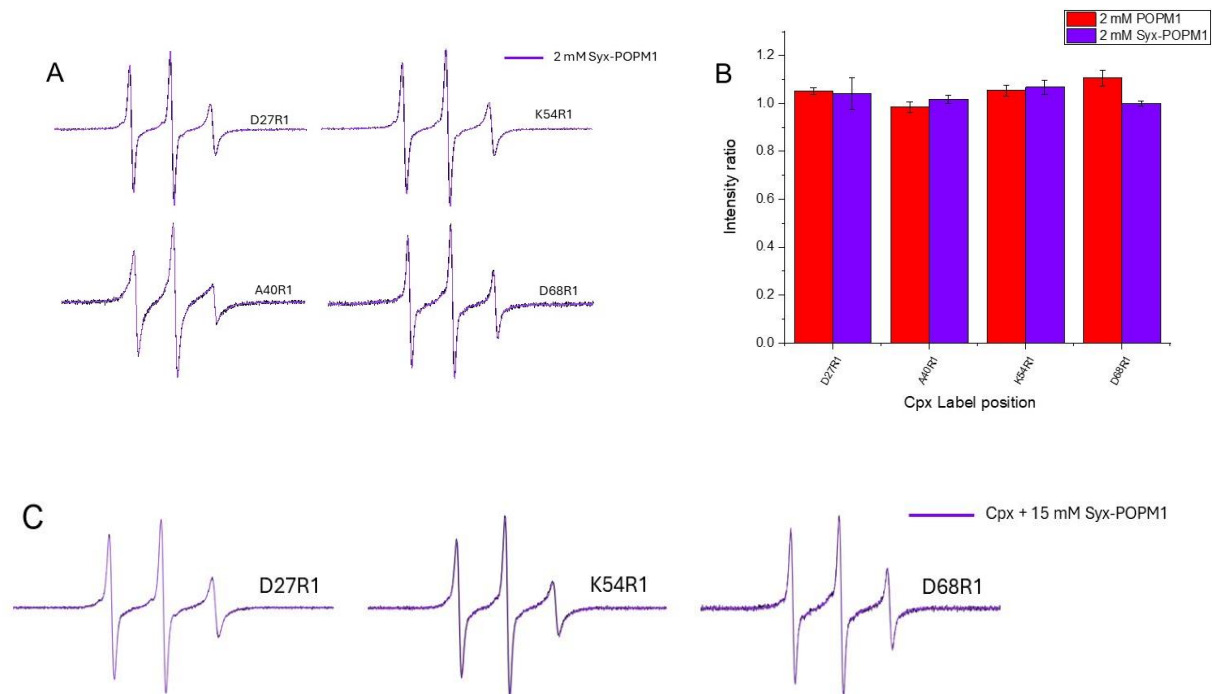 A
2 mM Syx-POPM1
D27R1
K54R1
A40R1
D68R1
B
2 mM POPM1
2 mM Syx-POPM1
Intensity ratio
1.2
1.0
0.8
0.6
0.4
0.2
0.0
D27R1
A40R1
K54R1
D68R1
Cpx Label position
C
Cpx + 15 mM Syx-POPM1
D27R1
K54R1
D68R1